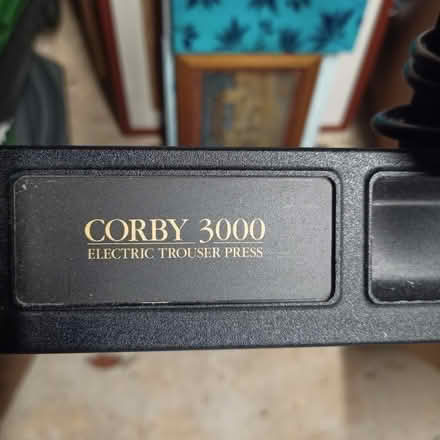 CORBY 3000
ELECTRIC TROUSER PRESS